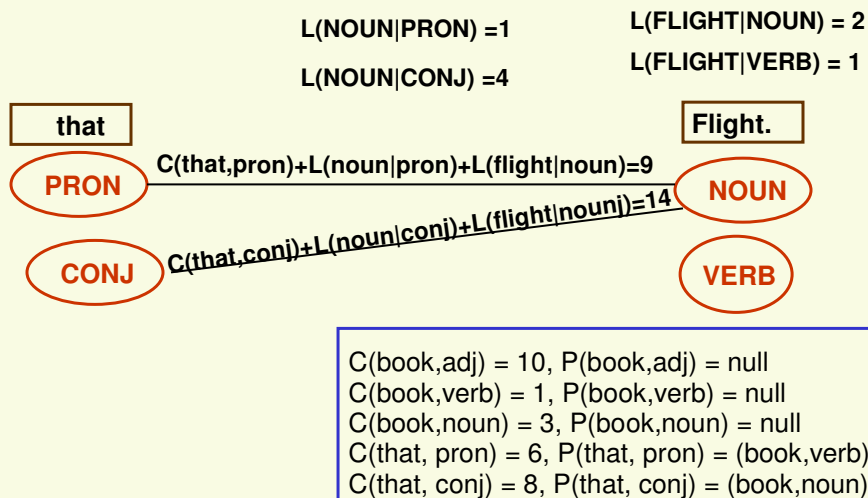 L(NOUN|PRON) =1
L(FLIGHT|NOUN) = 2
L(NOUN|CONJ) =4
L(FLIGHT|VERB) = 1
that
Flight.
C(that,pron)+L(noun|pron)+L(flight|noun)=9
PRON
NOUN
C(that,conj)+L(noun|conj)+L(flight|nounj)=14
CONJ
VERB
C(book,adj) = 10, P(book,adj) = null
C(book,verb) = 1, P(book,verb) = null
C(book,noun) = 3, P(book,noun) = null
C(that, pron) = 6, P(that, pron) = (book,verb)
C(that, conj) = 8, P(that, conj) = (book,noun)